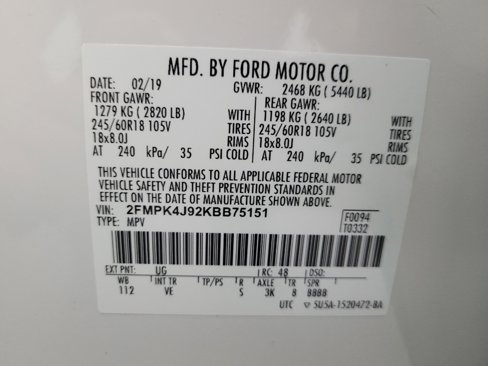 MFD. BY FORD MOTOR CO.
DATE: 02/19 GVWR: 2468 KG ( 5440 LB)
FRONT GAWR: REAR GAWR:
1279 KG ( 2820 LB) WITH 1198 KG ( 2640 LB) WITH
245/60R18 105V TIRES 245/60R18 105V TIRES
18x8.0J RIMS 18x8.0J RIMS
AT 240 kPa/ 35 PSI COLD AT 240 kPa/ 35 PSI COLD
THIS VEHICLE CONFORMS TO ALL APPLICABLE FEDERAL MOTOR
VEHICLE SAFETY AND THEFT PREVENTION STANDARDS IN
EFFECT ON THE DATE OF MANUFACTURE SHOWN ABOVE.
VIN: 2FMPK4J92KBB75151 F0094
TYPE: MPV T0332
EXT PNT: UG RC: 48 DSO:
WB INT TR TP/PS R AXLE TR SPR
112 VE S 3K 8 8888
UTC ▽ SU5A-1520472-BA